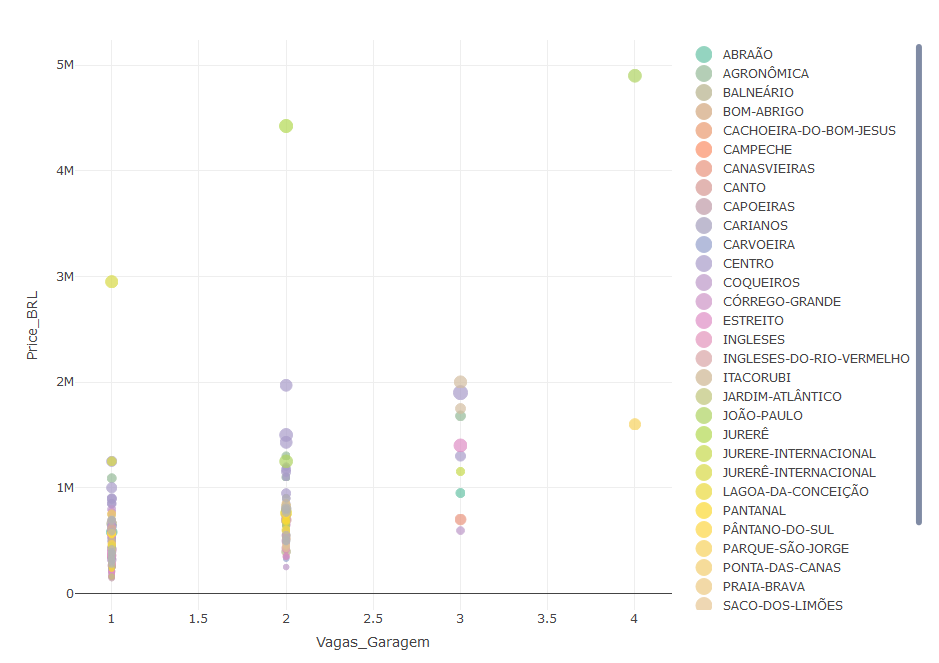 5M
4M
3M
2M
1M
0
1
1.5
2
2.5
3
3.5
4
Vagas_Garagem
Price_BRL
ABRAÃO
AGRONÔMICA
BALNEÁRIO
BOM-ABRIGO
CACHOEIRA-DO-BOM-JESUS
CAMPECHE
CANASVIEIRAS
CANTO
CAPOEIRAS
CARIANOS
CARVOEIRA
CENTRO
COQUEIROS
CÓRREGO-GRANDE
ESTREITO
INGLESES
INGLESES-DO-RIO-VERMELHO
ITACORUBI
JARDIM-ATLÂNTICO
JOÃO-PAULO
JURERÊ
JURERE-INTERNACIONAL
JURERÊ-INTERNACIONAL
LAGOA-DA-CONCEIÇÃO
PANTANAL
PÂNTANO-DO-SUL
PARQUE-SÃO-JORGE
PONTA-DAS-CANAS
PRAIA-BRAVA
SACO-DOS-LIMÕES